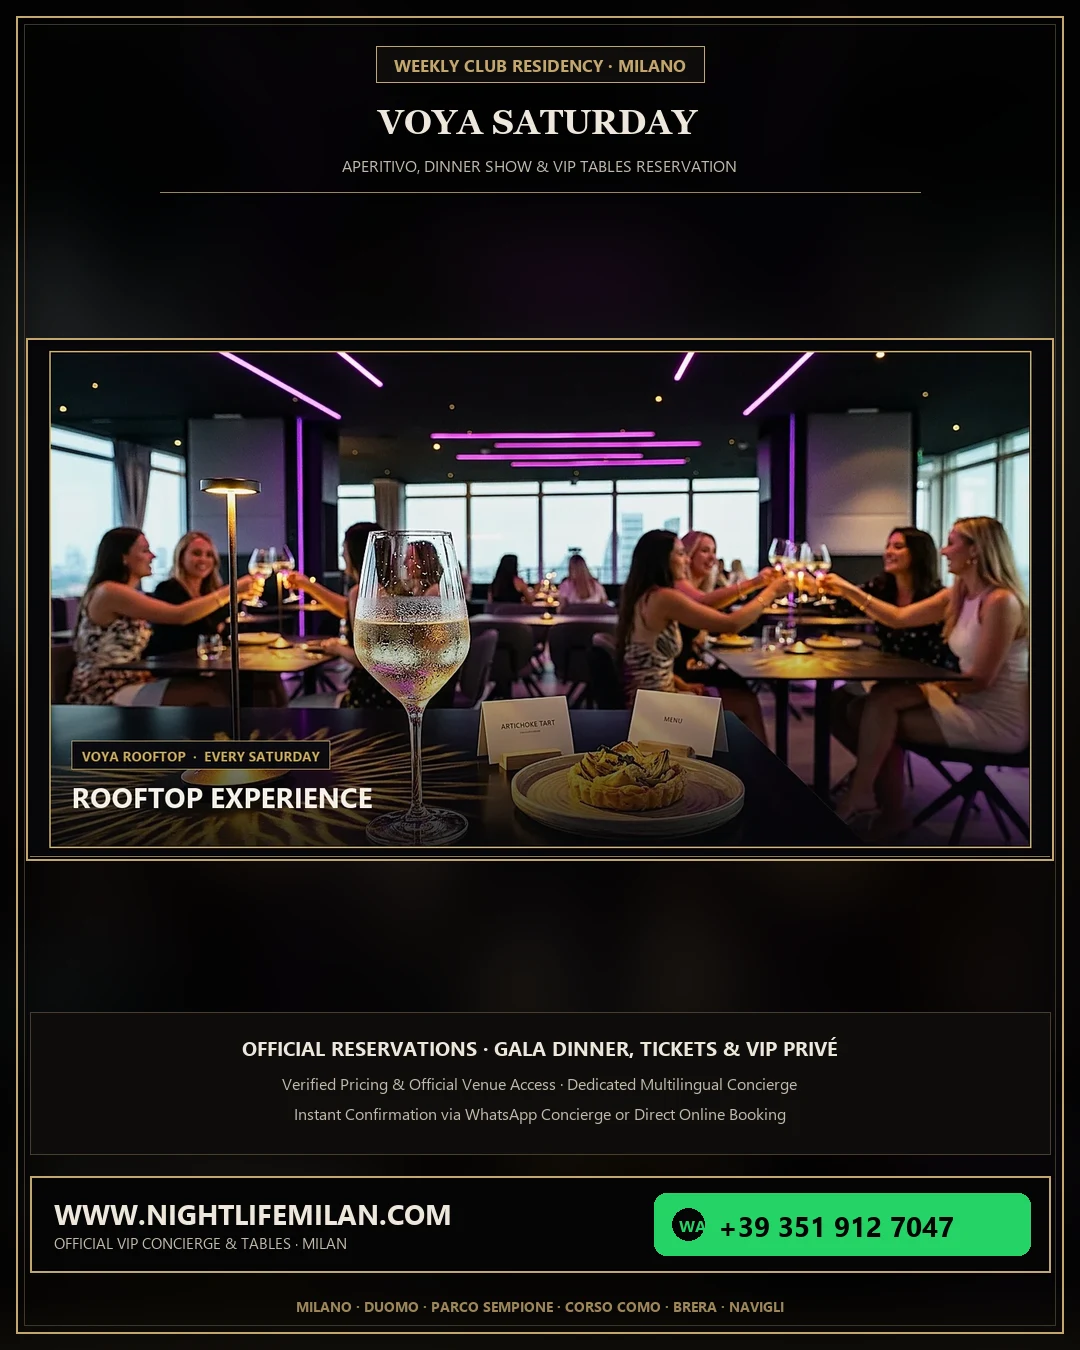 WEEKLY CLUB RESIDENCY · MILANO
VOYA SATURDAY
APERITIVO, DINNER SHOW & VIP TABLES RESERVATION
ARTICHOKE TART
MENU
VOYA ROOFTOP · EVERY SATURDAY
ROOFTOP EXPERIENCE
OFFICIAL RESERVATIONS · GALA DINNER, TICKETS & VIP PRIVÉ
Verified Pricing & Official Venue Access · Dedicated Multilingual Concierge
Instant Confirmation via WhatsApp Concierge or Direct Online Booking
WWW.NIGHTLIFEMILAN.COM
OFFICIAL VIP CONCIERGE & TABLES · MILAN
WA +39 351 912 7047
MILANO · DUOMO · PARCO SEMPIONE · CORSO COMO · BRERA · NAVIGLI